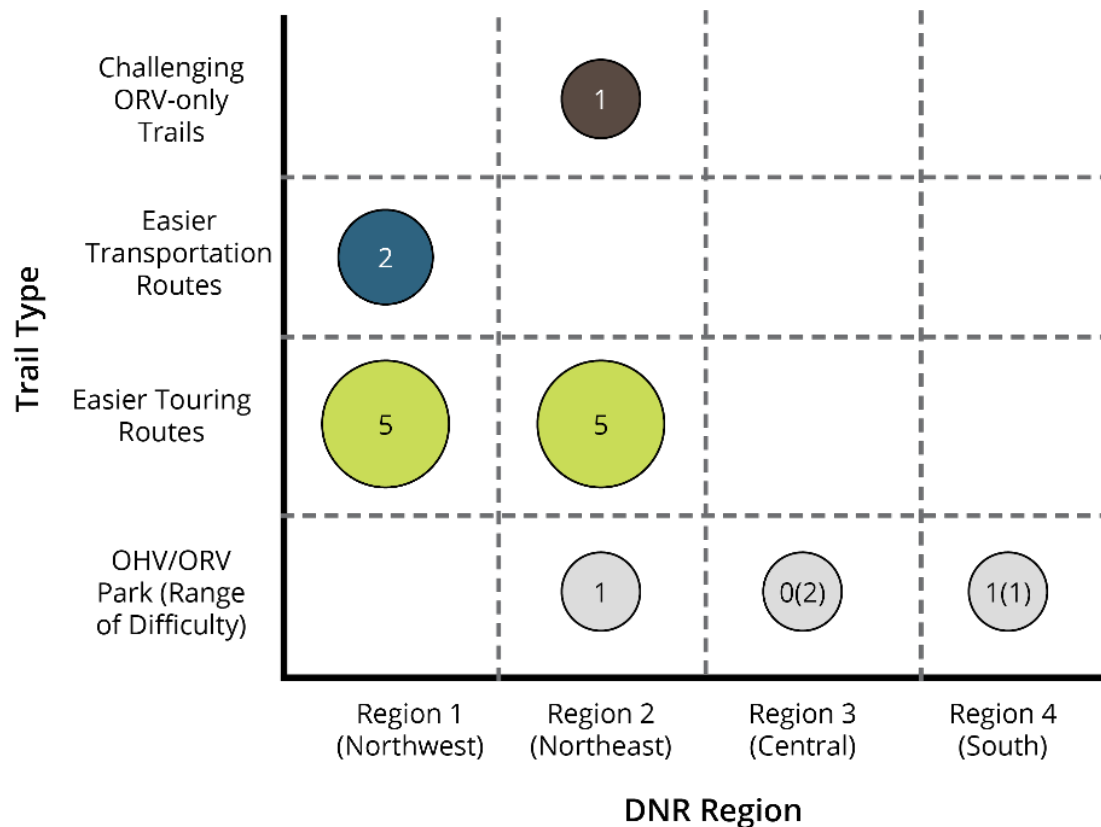 Trail Type
Challenging
ORV-only
Trails
1
Easier
Transportation
Routes
2
Easier Touring
Routes
5
5
OHV/ORV
Park (Range
of Difficulty)
1
0(2)
1(1)
Region 1
(Northwest)
Region 2
(Northeast)
Region 3
(Central)
Region 4
(South)
DNR Region